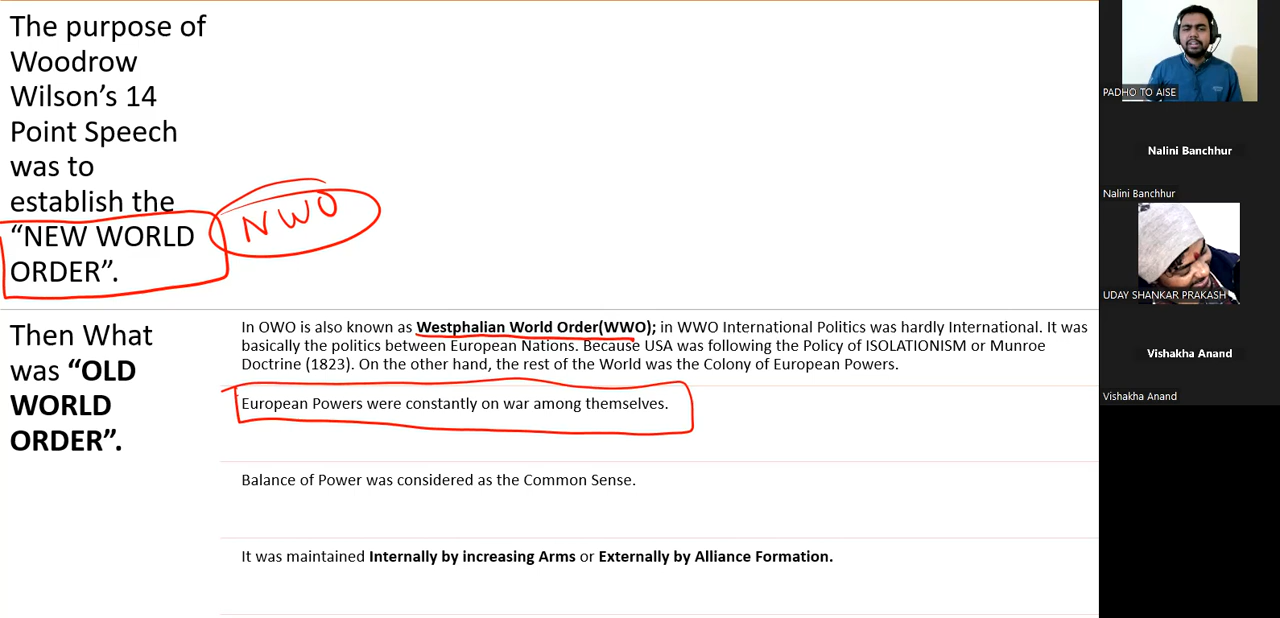 The purpose of
Woodrow
Wilson’s 14
Point Speech
was to
establish the
“NEW WORLD
ORDER”.
NWO
Then What
was “OLD
WORLD
ORDER”.
In OWO is also known as Westphalian World Order(WWO); in WWO International Politics was hardly International. It was
basically the politics between European Nations. Because USA was following the Policy of ISOLATIONISM or Munroe
Doctrine (1823). On the other hand, the rest of the World was the Colony of European Powers.
European Powers were constantly on war among themselves.
Balance of Power was considered as the Common Sense.
It was maintained Internally by increasing Arms or Externally by Alliance Formation.
PADHO TO AISE
Nalini Banchhur
Nalini Banchhur
UDAY SHANKAR PRAKASH
Vishakha Anand
Vishakha Anand